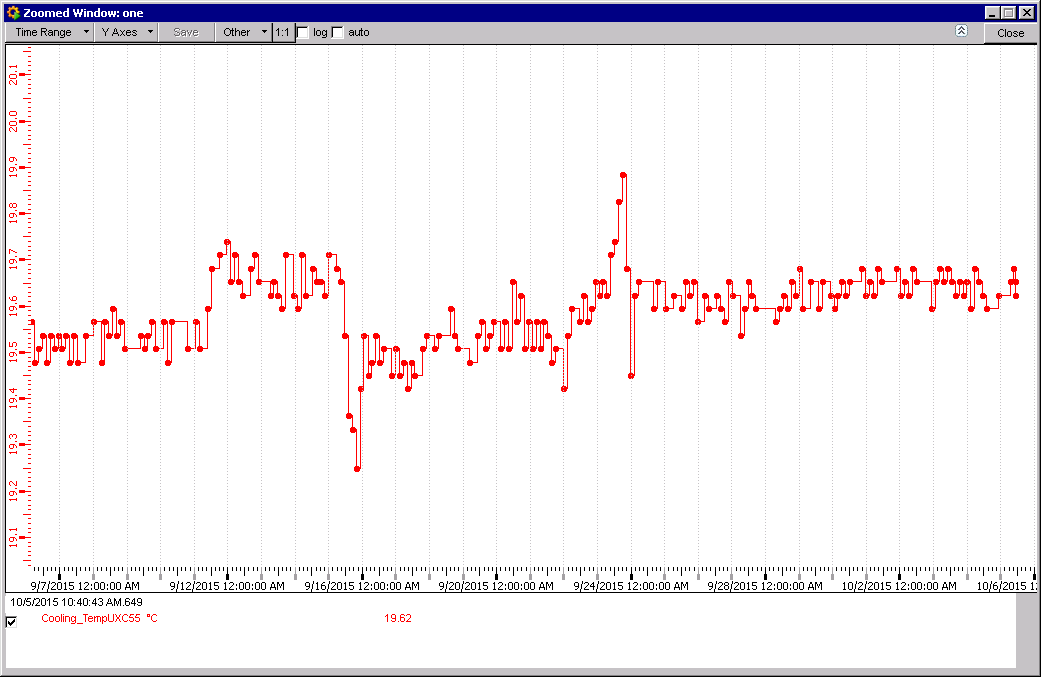 Zoomed Window: one
Time Range Y Axes Save Other 1:1 log auto Close
20.1
20.0
19.9
19.8
19.7
19.6
19.5
19.4
19.3
19.2
19.1
9/7/2015 12:00:00 AM 9/12/2015 12:00:00 AM 9/16/2015 12:00:00 AM 9/20/2015 12:00:00 AM 9/24/2015 12:00:00 AM 9/28/2015 12:00:00 AM 10/2/2015 12:00:00 AM 10/6/2015 1
10/5/2015 10:40:43 AM.649
Cooling_TempUXC55 °C 19.62